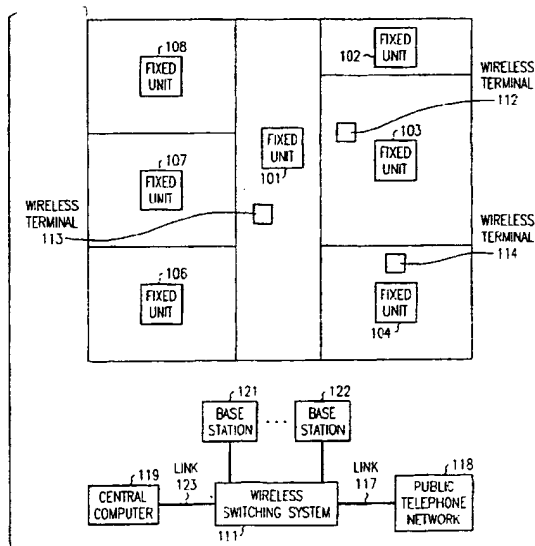 108
FIXED
UNIT
102
FIXED
UNIT
WIRELESS
TERMINAL
112
107
FIXED
UNIT
FIXED
UNIT
101
103
FIXED
UNIT
WIRELESS
TERMINAL
113
WIRELESS
TERMINAL
114
106
FIXED
UNIT
FIXED
UNIT
104
121
BASE
STATION
...
122
BASE
STATION
119
CENTRAL
COMPUTER
LINK
123
WIRELESS
SWITCHING SYSTEM
111
LINK
117
118
PUBLIC
TELEPHONE
NETWORK